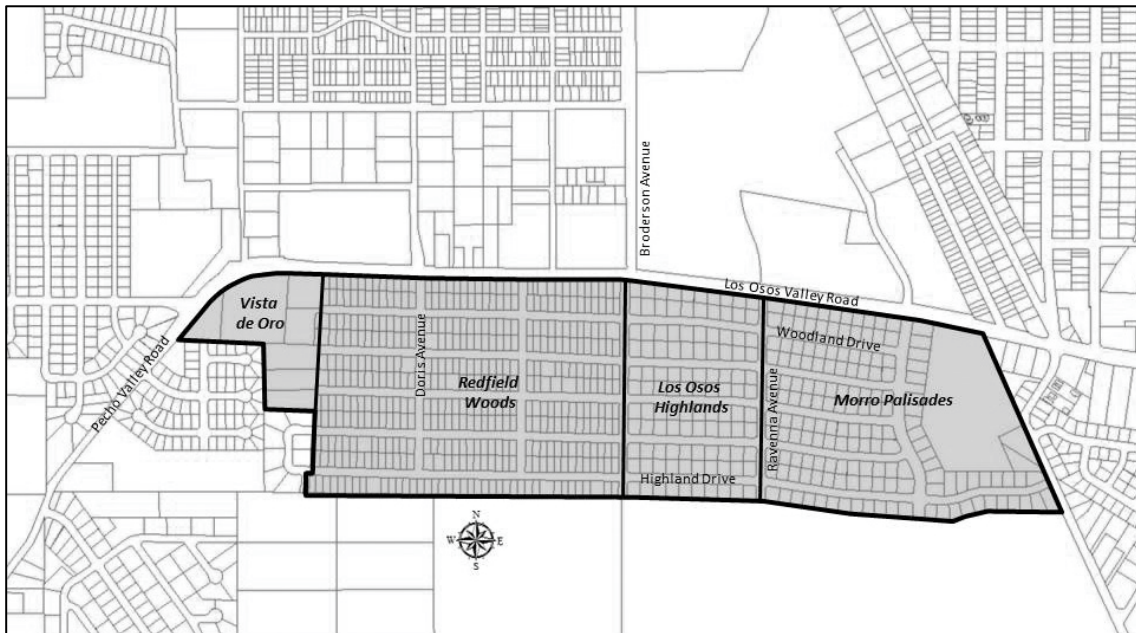 Broderson Avenue
Los Osos Valley Road
Vista
de Oro
Woodland Drive
Doris Avenue
Pecho Valley Road
Redfield
Woods
Los Osos
Highlands
Ravenna Avenue
Morro Palisades
Highland Drive
N
W
E
S